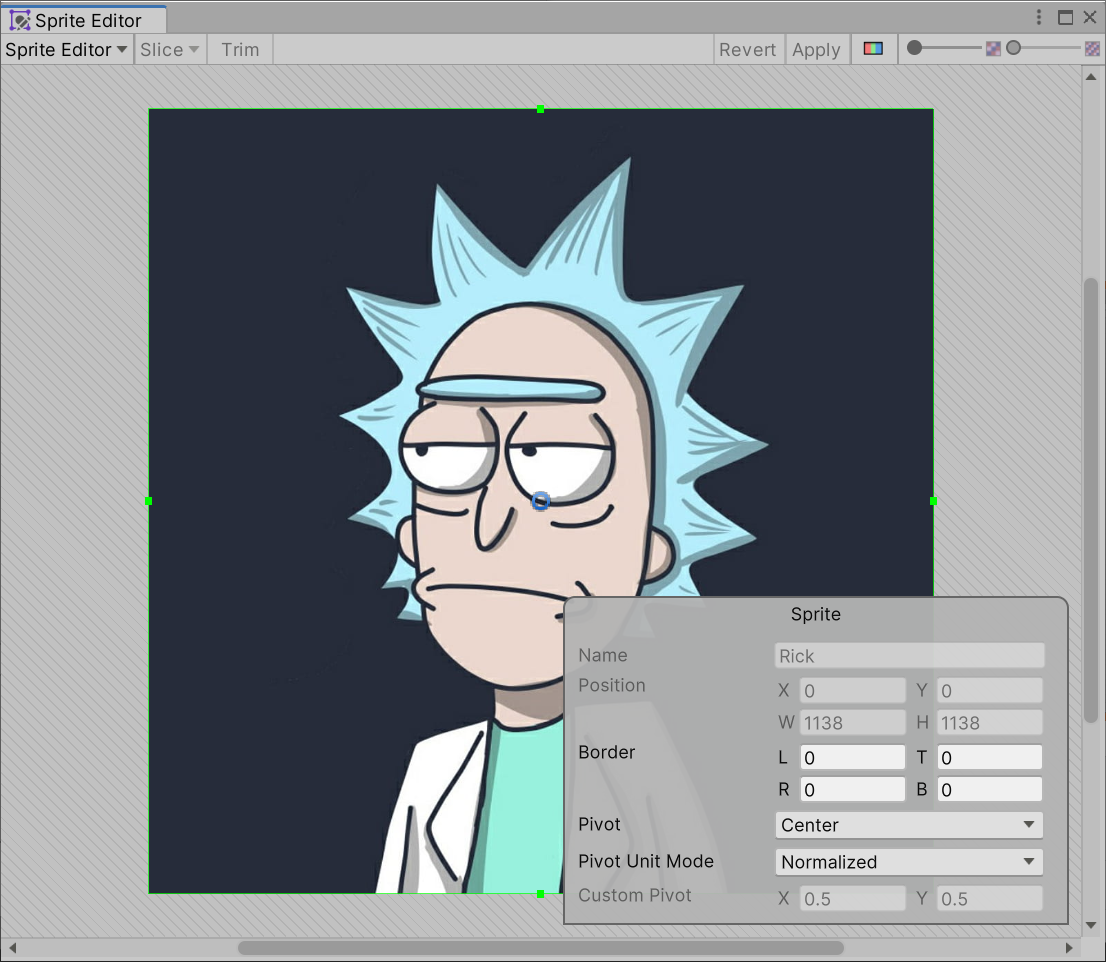 Sprite Editor
Sprite Editor Slice Trim Revert Apply
Sprite
Name Rick
Position X 0 Y 0
W 1138 H 1138
Border L 0 T 0
R 0 B 0
Pivot Center
Pivot Unit Mode Normalized
Custom Pivot X 0.5 Y 0.5